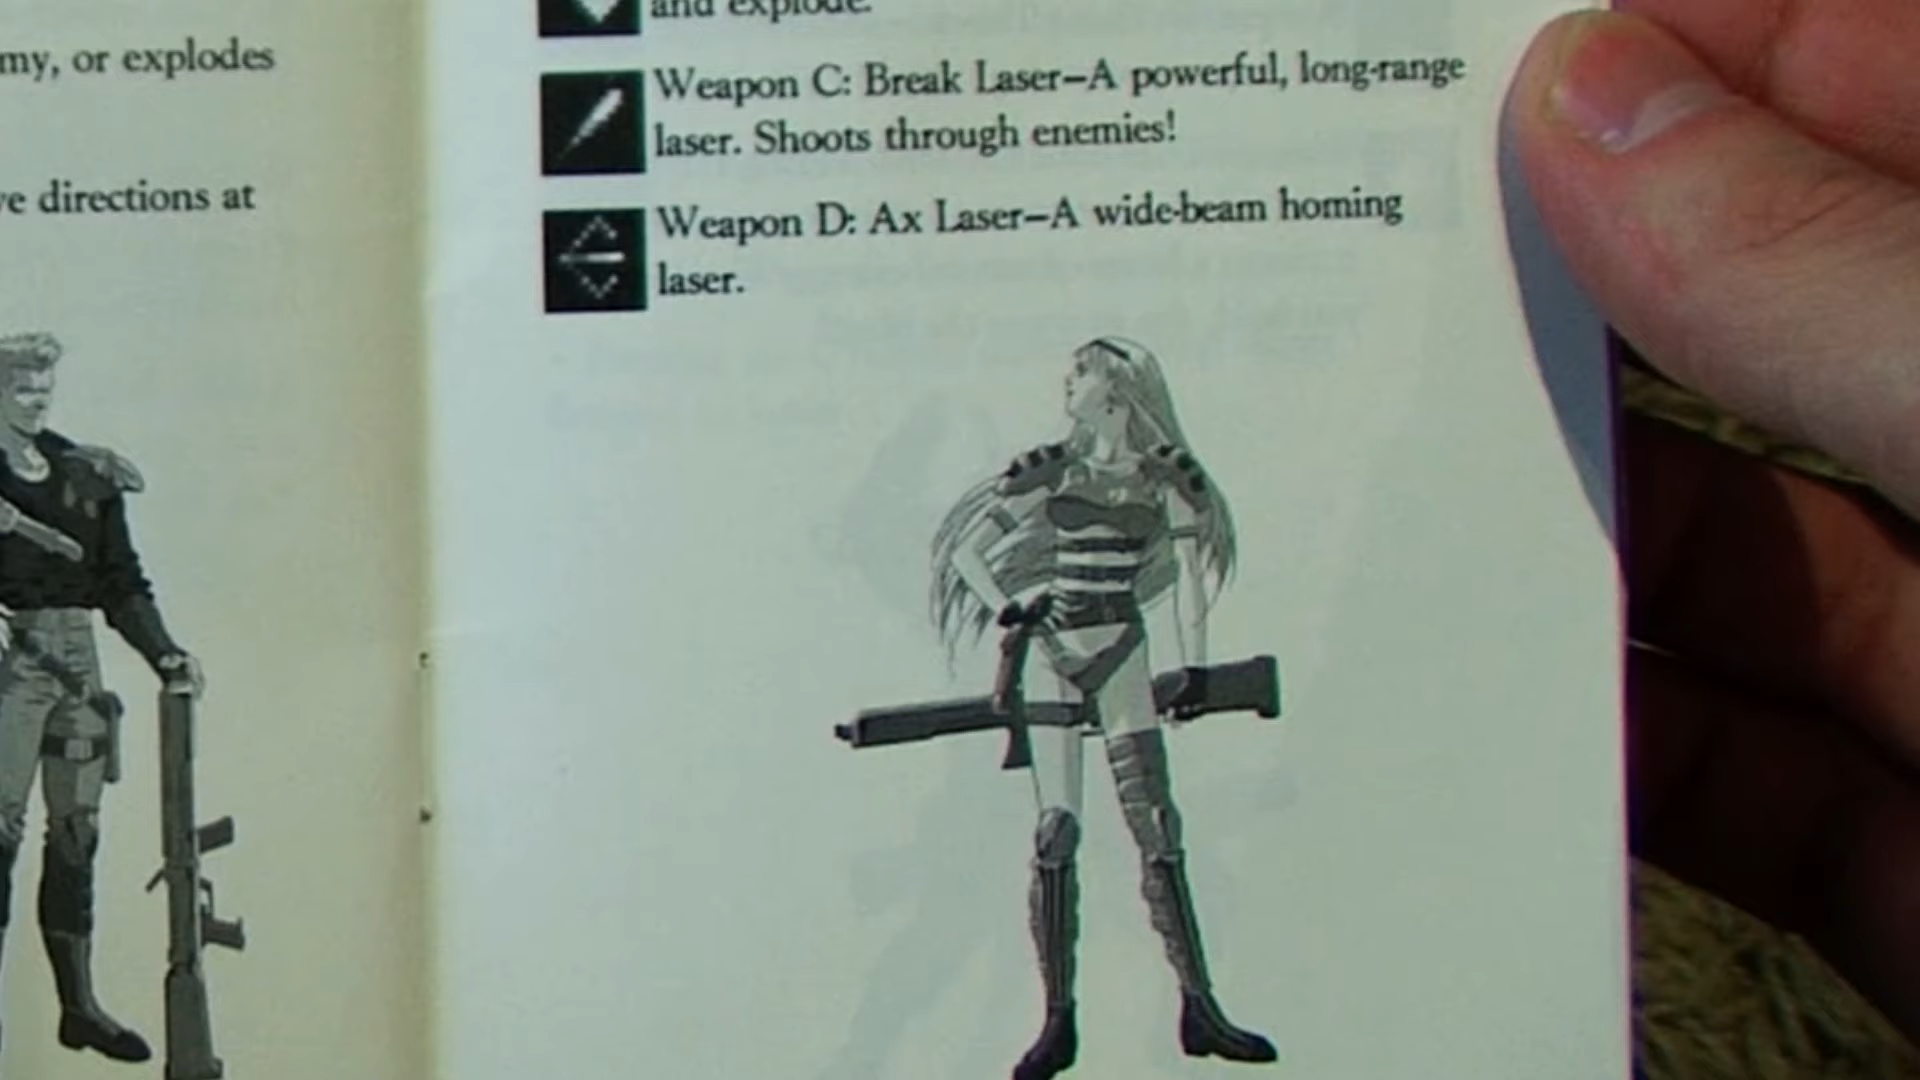 my, or explodes
ve directions at
and explode.
Weapon C: Break Laser—A powerful, long-range
laser. Shoots through enemies!
Weapon D: Ax Laser—A wide-beam homing
laser.